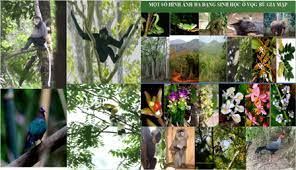 MỘT SỐ HÌNH ẢNH ĐA DẠNG SINH HỌC Ở VQG BÙ GIA MẬP